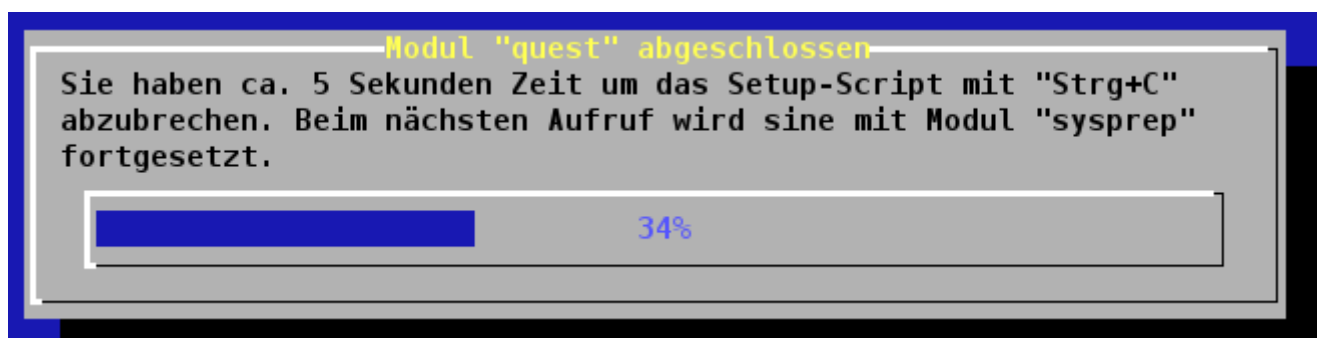 Modul "quest" abgeschlossen
Sie haben ca. 5 Sekunden Zeit um das Setup-Script mit "Strg+C"
abzubrechen. Beim nächsten Aufruf wird sine mit Modul "sysprep"
fortgesetzt.
34%